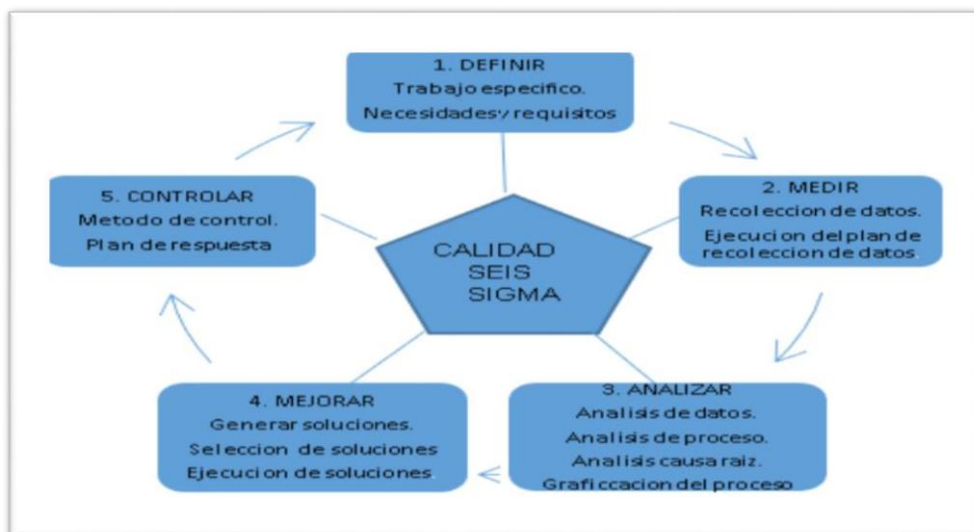 1. DEFINIR
Trabajo especifico.
Necesidades y requisitos
2. MEDIR
Recoleccion de datos.
Ejecucion del plan de
recoleccion de datos.
3. ANALIZAR
Analisis de datos.
Analisis de proceso.
Analisis causa raiz.
Graficcacion del proceso
4. MEJORAR
Generar soluciones.
Seleccion de soluciones
Ejecucion de soluciones.
5. CONTROLAR
Metodo de control.
Plan de respuesta
CALIDAD
SEIS
SIGMA